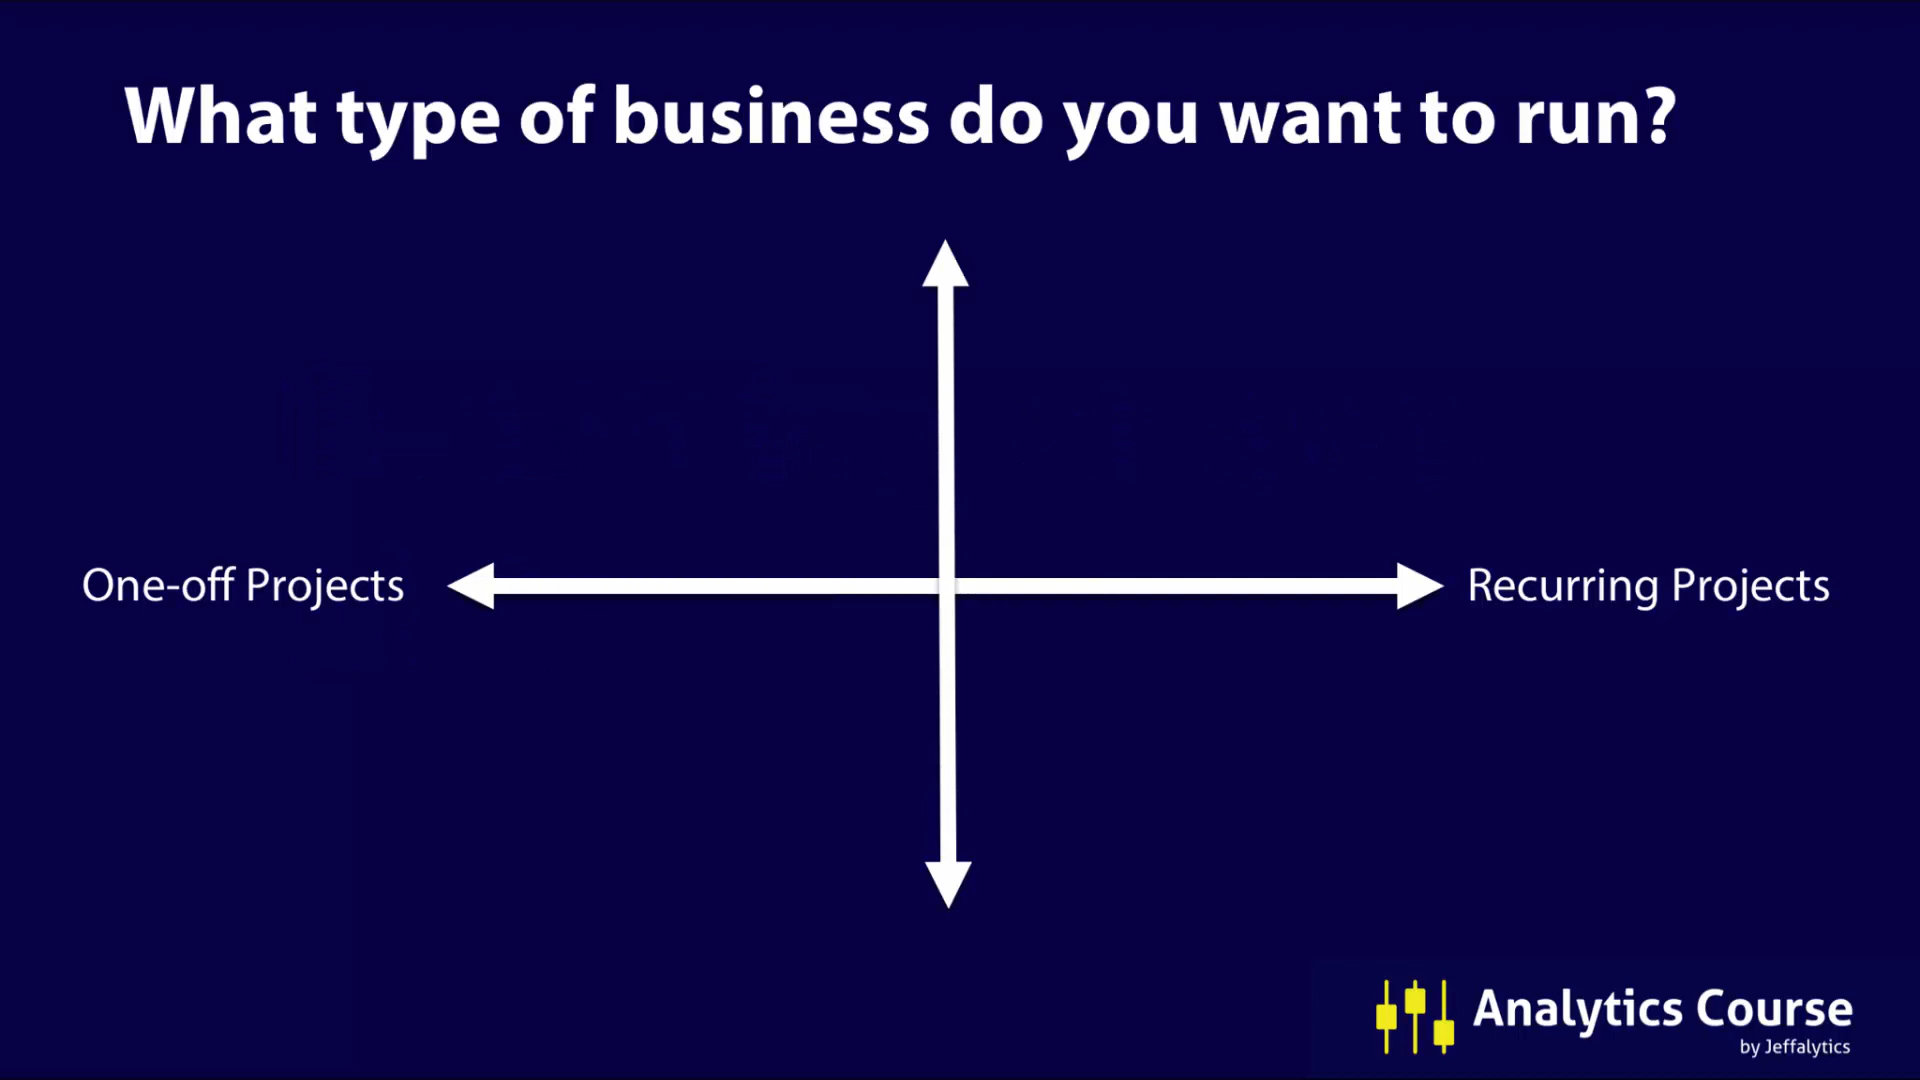 What type of business do you want to run?
One-off Projects
Recurring Projects
Analytics Course
by Jeffalytics